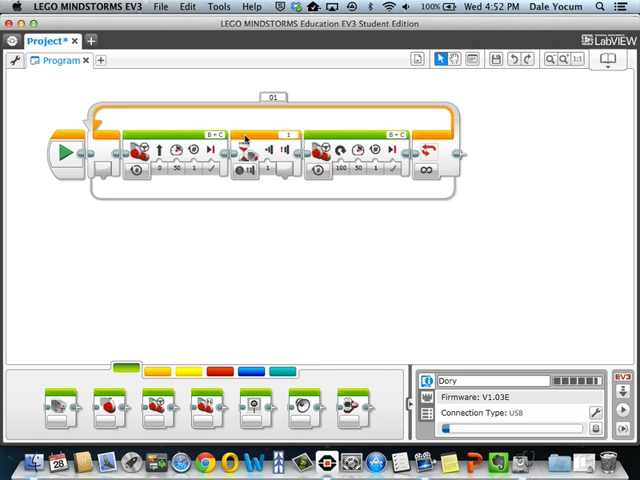 LEGO MINDSTORMS EV3 File Edit Tools Help 100% Wed 4:52 PM Dale Yocum
LEGO MINDSTORMS Education EV3 Student Edition
Project* × +
LabVIEW
Program × +
1:1
01
B + C
1
B + C
0 50 1
1
100 50 1
Dory
EV3
Firmware: V1.03E
Connection Type: USB
28